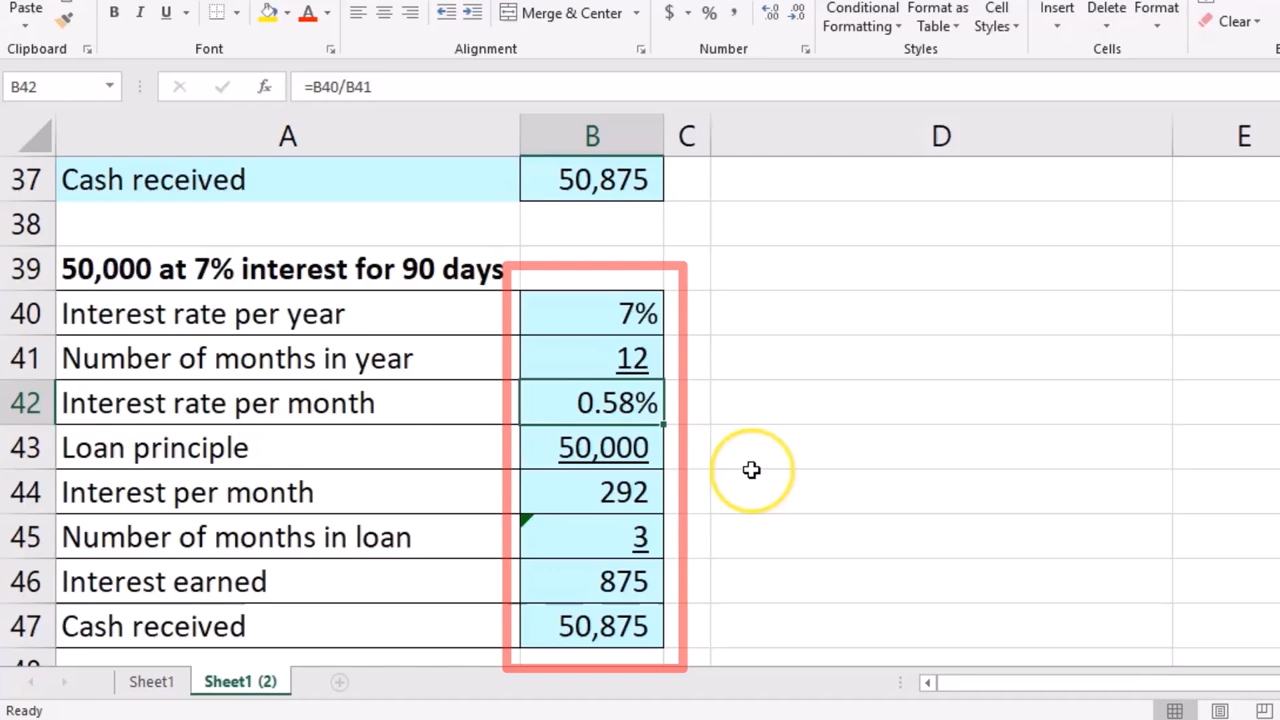 Paste
B I U A
Merge & Center
$ % ,
Conditional Formatting
Format as Table
Cell Styles
Insert Delete Format
Clear
Clipboard Font Alignment Number Styles Cells
B42 fx =B40/B41
A B C D E
37 Cash received 50,875
38
39 50,000 at 7% interest for 90 days
40 Interest rate per year 7%
41 Number of months in year 12
42 Interest rate per month 0.58%
43 Loan principle 50,000
44 Interest per month 292
45 Number of months in loan 3
46 Interest earned 875
47 Cash received 50,875
Sheet1 Sheet1 (2)
Ready